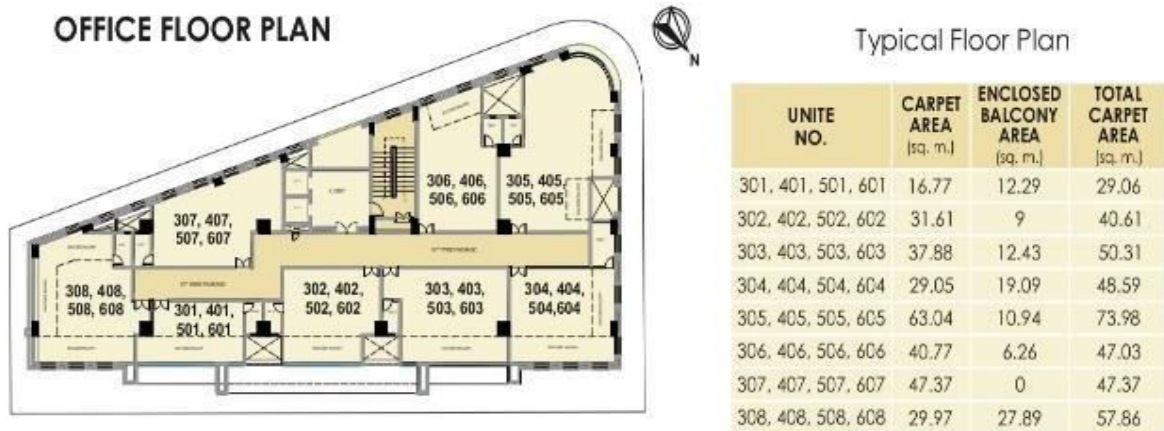 OFFICE FLOOR PLAN
N
306, 406,
506, 606
305, 405,
505, 605
307, 407,
507, 607
308, 408,
508, 608
301, 401,
501, 601
302, 402,
502, 602
303, 403,
503, 603
304, 404,
504,604
Typical Floor Plan
UNITE NO. CARPET AREA (sq. m.) ENCLOSED BALCONY AREA (sq. m.) TOTAL CARPET AREA (sq. m.)
301, 401, 501, 601 16.77 12.29 29.06
302, 402, 502, 602 31.61 9 40.61
303, 403, 503, 603 37.88 12.43 50.31
304, 404, 504, 604 29.05 19.09 48.59
305, 405, 505, 605 63.04 10.94 73.98
306, 406, 506, 606 40.77 6.26 47.03
307, 407, 507, 607 47.37 0 47.37
308, 408, 508, 608 29.97 27.89 57.86